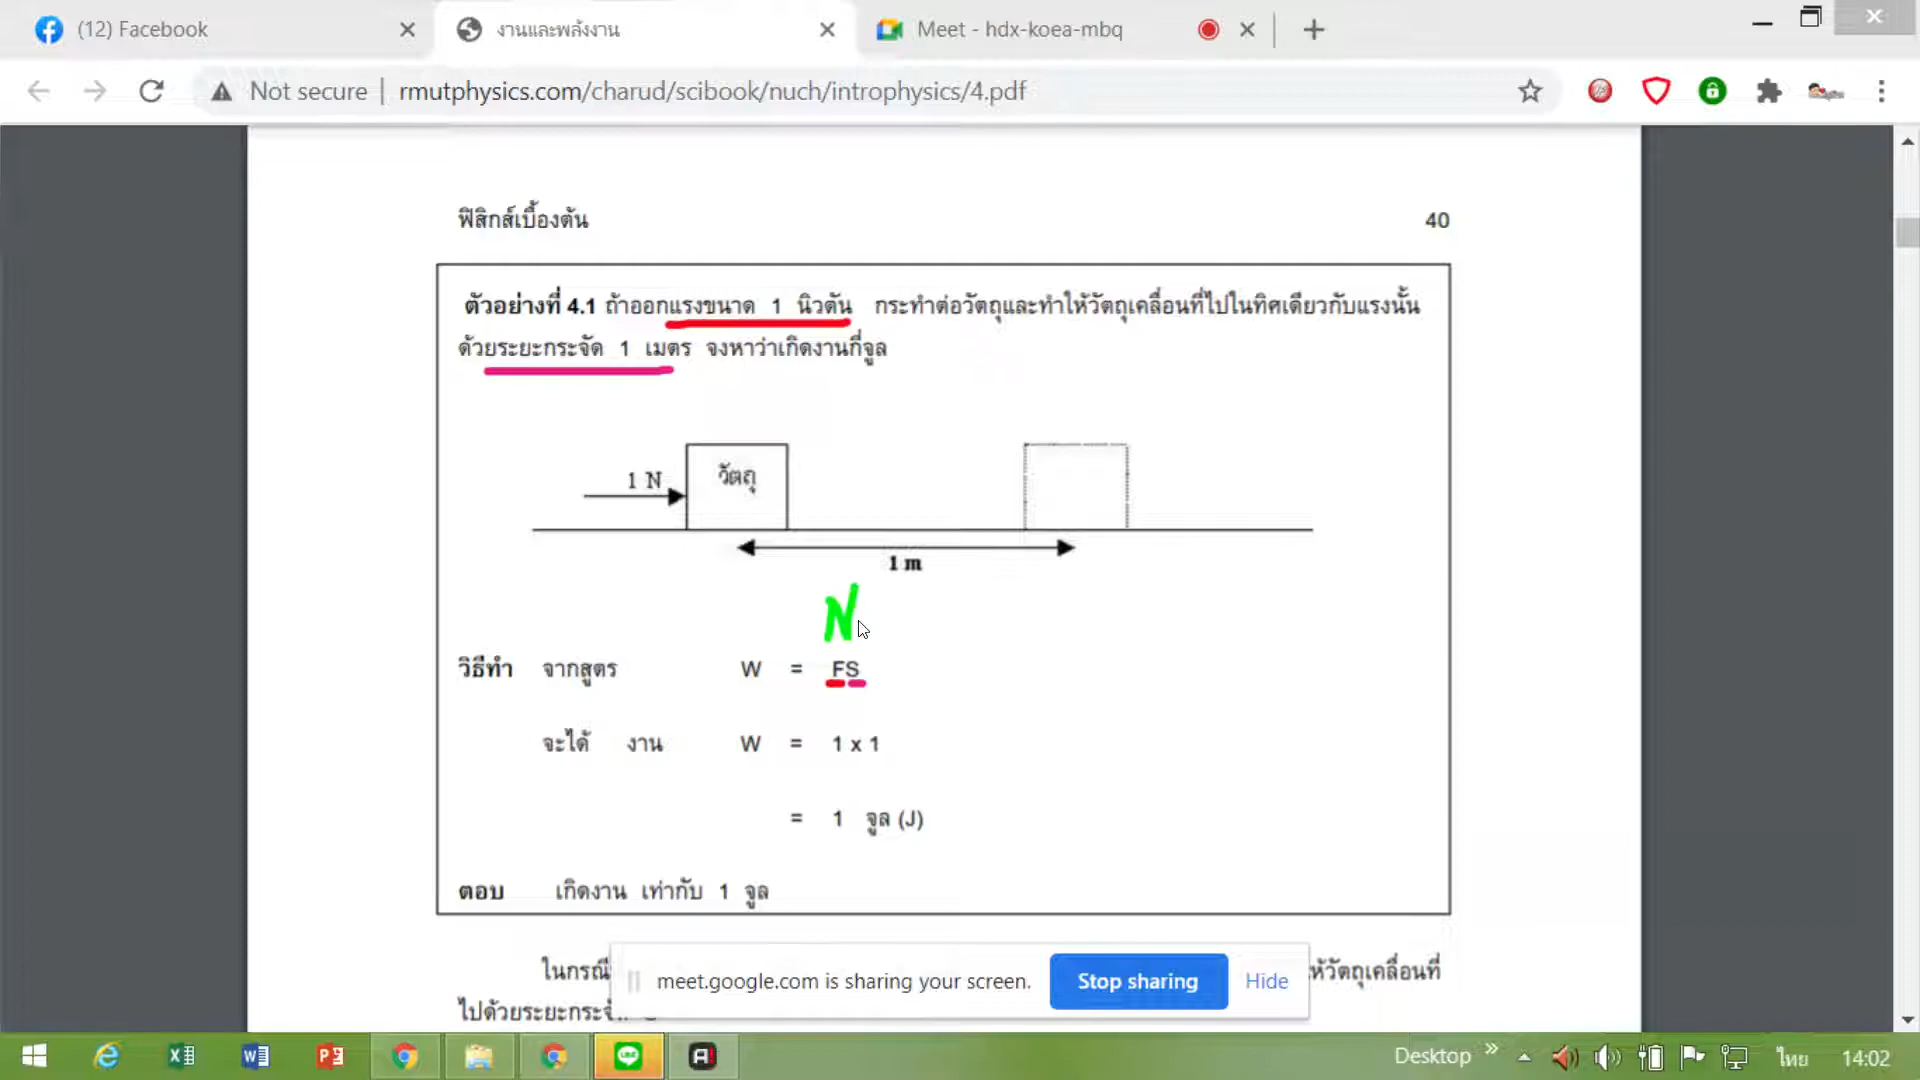 (12) Facebook
งานและพลังงาน
Meet - hdx-koea-mbq
Not secure
rmutphysics.com/charud/scibook/nuch/introphysics/4.pdf
ฟิสิกส์เบื้องต้น 40
ตัวอย่างที่ 4.1 ถ้าออกแรงขนาด 1 นิวตัน กระทำต่อวัตถุและทำให้วัตถุเคลื่อนที่ไปในทิศเดียวกับแรงนั้น
ด้วยระยะกระจัด 1 เมตร จงหาว่าเกิดงานกี่จูล
1 N
วัตถุ
1 m
N
วิธีทำ จากสูตร W = FS
จะได้ งาน W = 1 x 1
= 1 จูล (J)
ตอบ เกิดงาน เท่ากับ 1 จูล
ในกรณี
ห้วัตถุเคลื่อนที่
meet.google.com is sharing your screen.
Stop sharing
Hide
ไปด้วยระยะกระจั
Desktop
ไทย
14:02